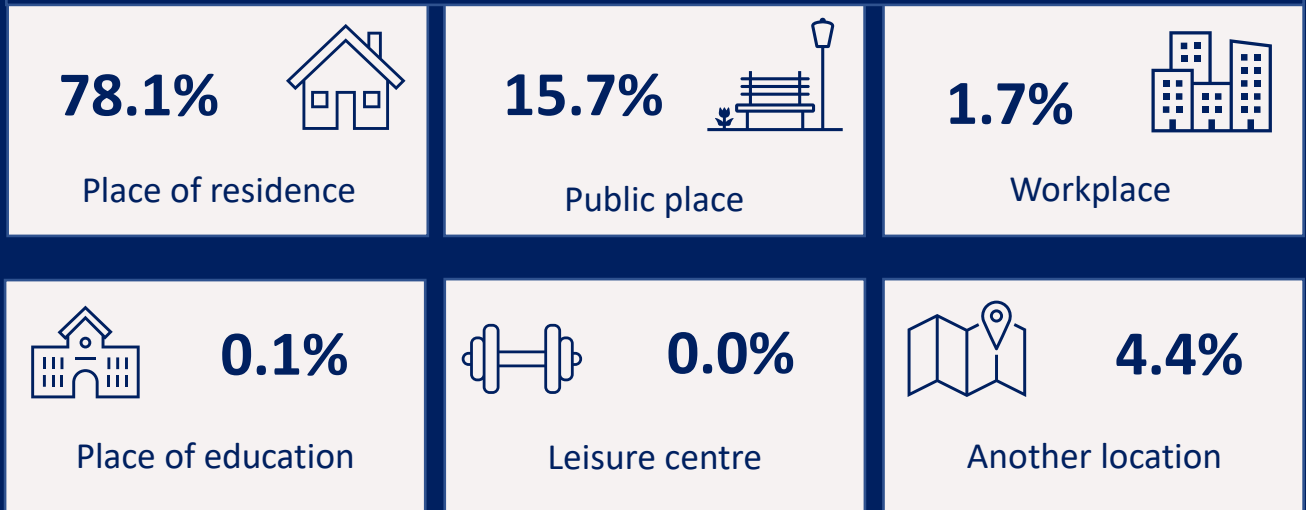 78.1%
Place of residence
15.7%
Public place
1.7%
Workplace
0.1%
Place of education
0.0%
Leisure centre
4.4%
Another location